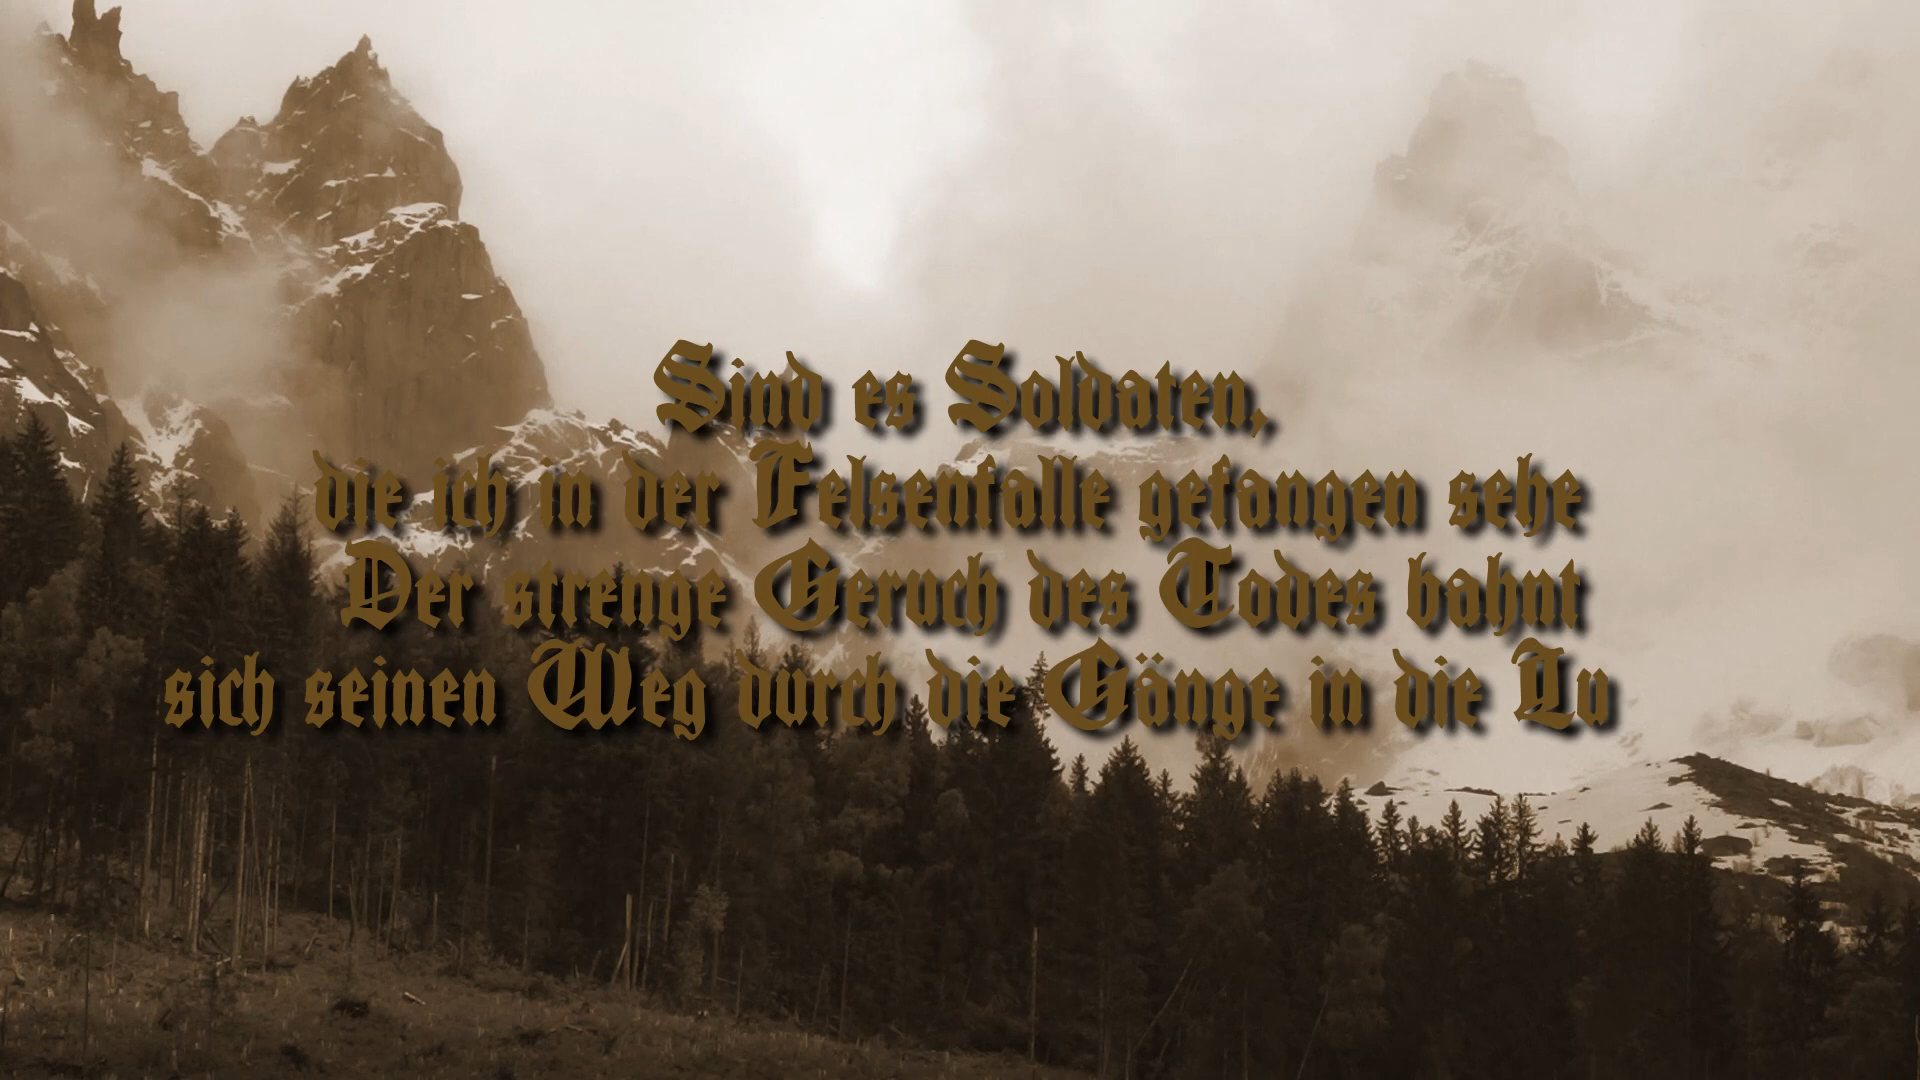 Sind es Soldaten,
die ich in der Felsenfalle gefangen sehe
Der strenge Geruch des Todes bahnt
sich seinen Weg durch die Gänge in die Lu